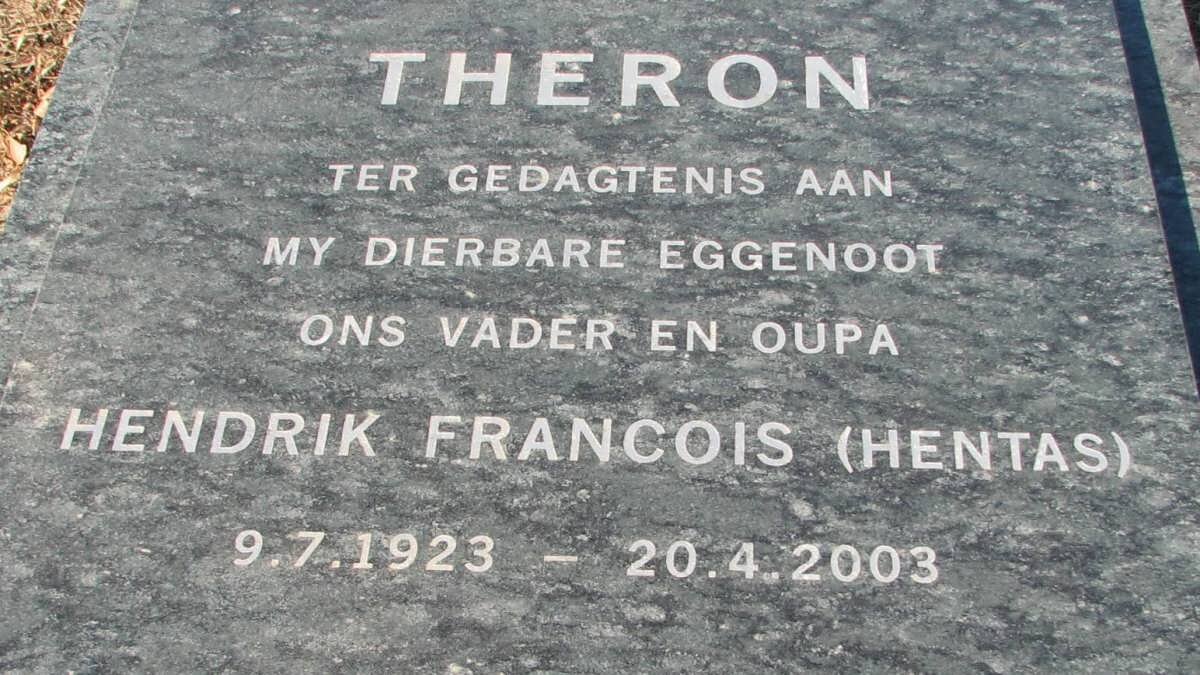 THERON
TER GEDAGTENIS AAN
MY DIERBARE EGGENOOT
ONS VADER EN OUPA
HENDRIK FRANCOIS (HENTAS)
9.7.1923 – 20.4.2003